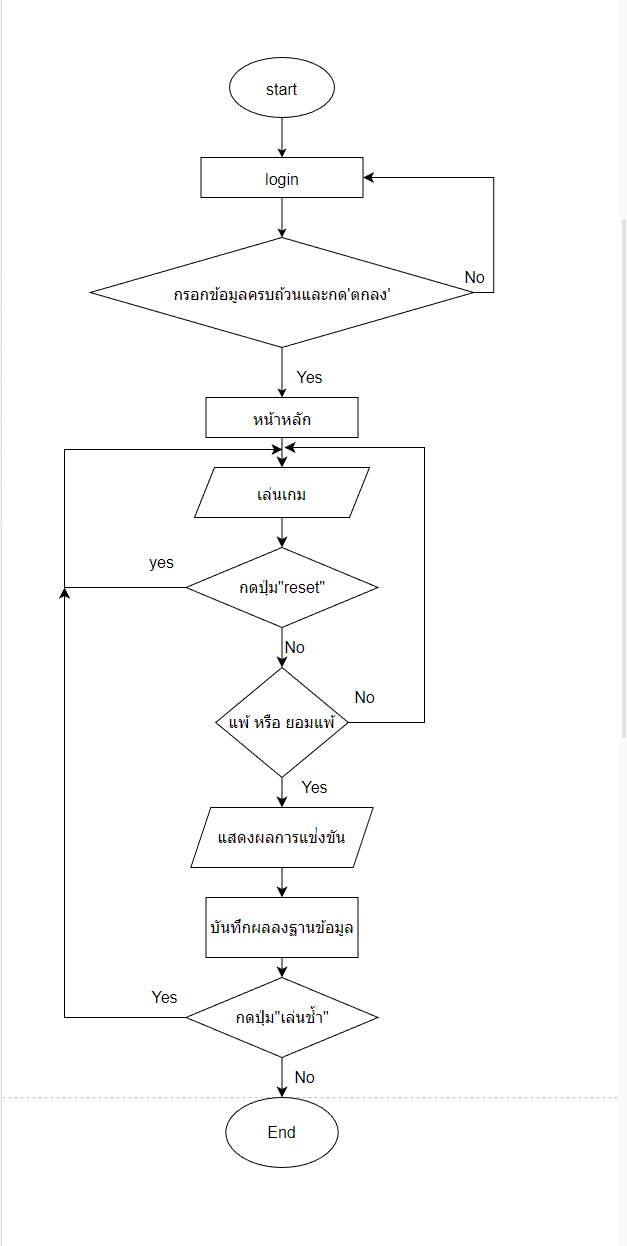 start
login
No
กรอกข้อมูลครบถ้วนและกด'ตกลง'
Yes
หน้าหลัก
เล่นเกม
yes
กดปุ่ม"reset"
No
No
แพ้ หรือ ยอมแพ้
Yes
แสดงผลการแข่งขัน
บันทึกผลลงฐานข้อมูล
Yes
กดปุ่ม"เล่นซ้ำ"
No
End